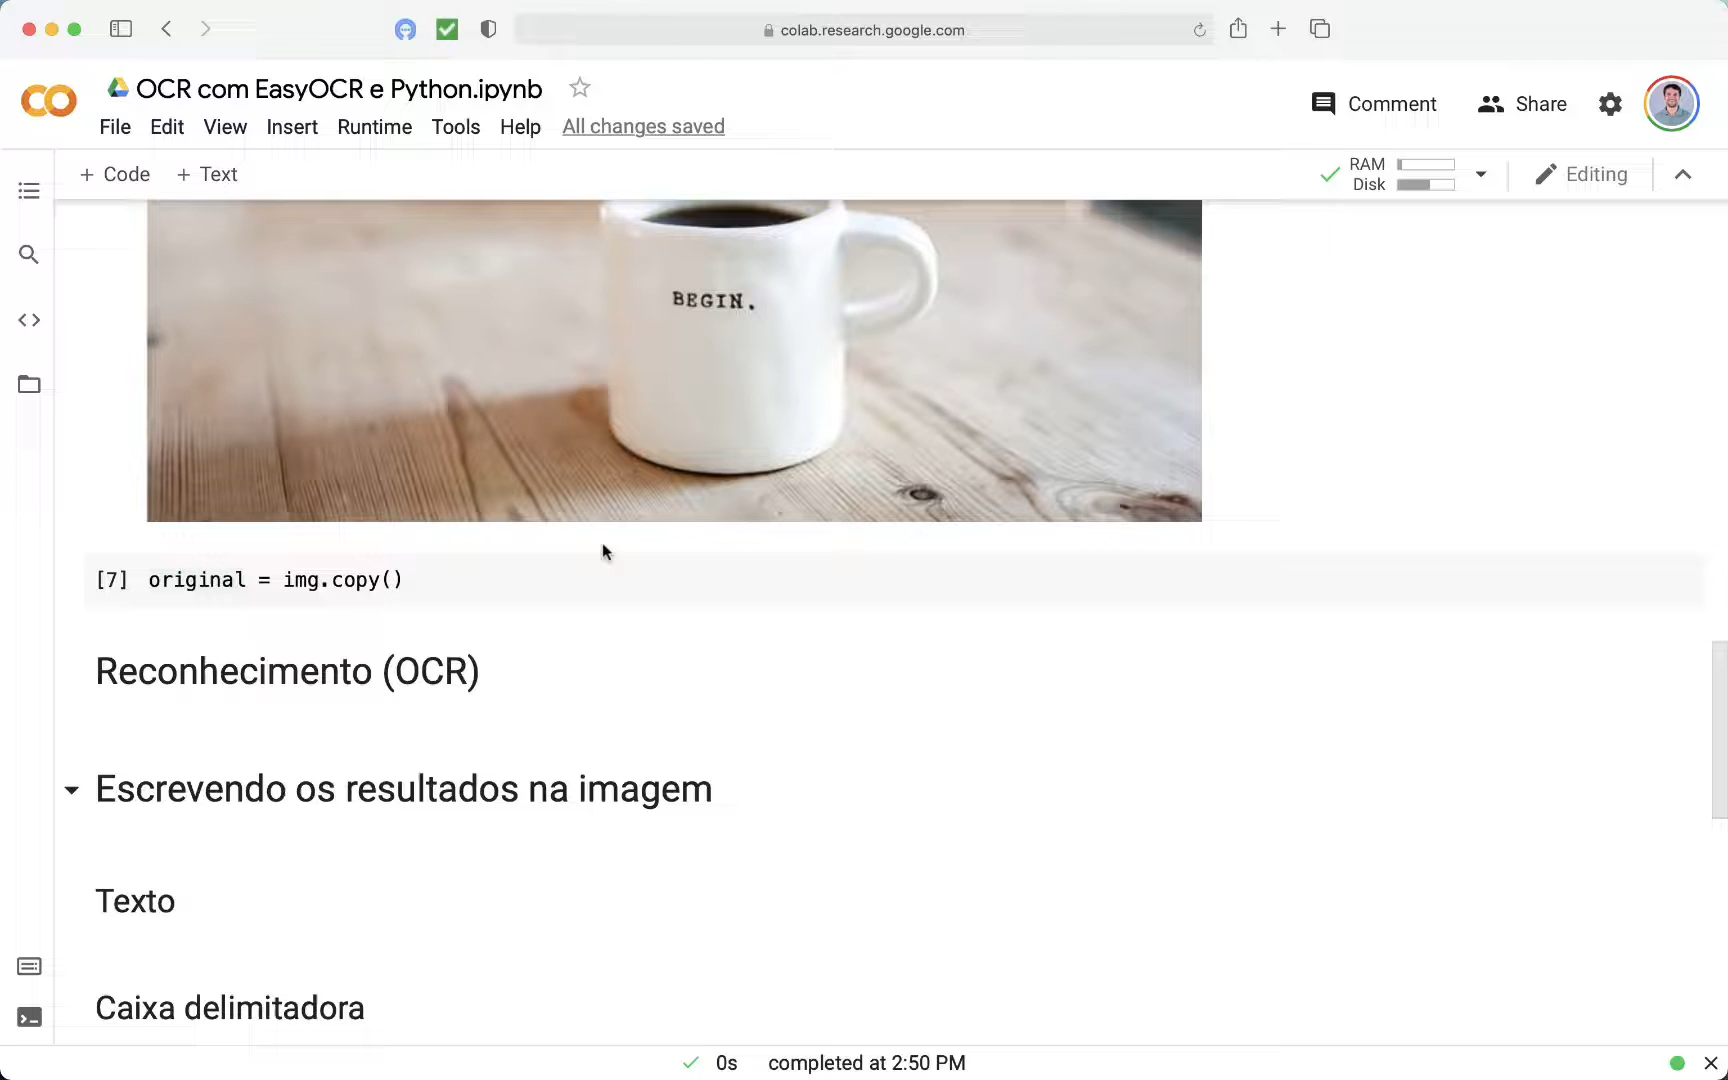 colab.research.google.com
OCR com EasyOCR e Python.ipynb
Comment
Share
File Edit View Insert Runtime Tools Help All changes saved
+ Code + Text
RAM
Disk
Editing
BEGIN.
[7] original = img.copy()
Reconhecimento (OCR)
Escrevendo os resultados na imagem
Texto
Caixa delimitadora
0s completed at 2:50 PM